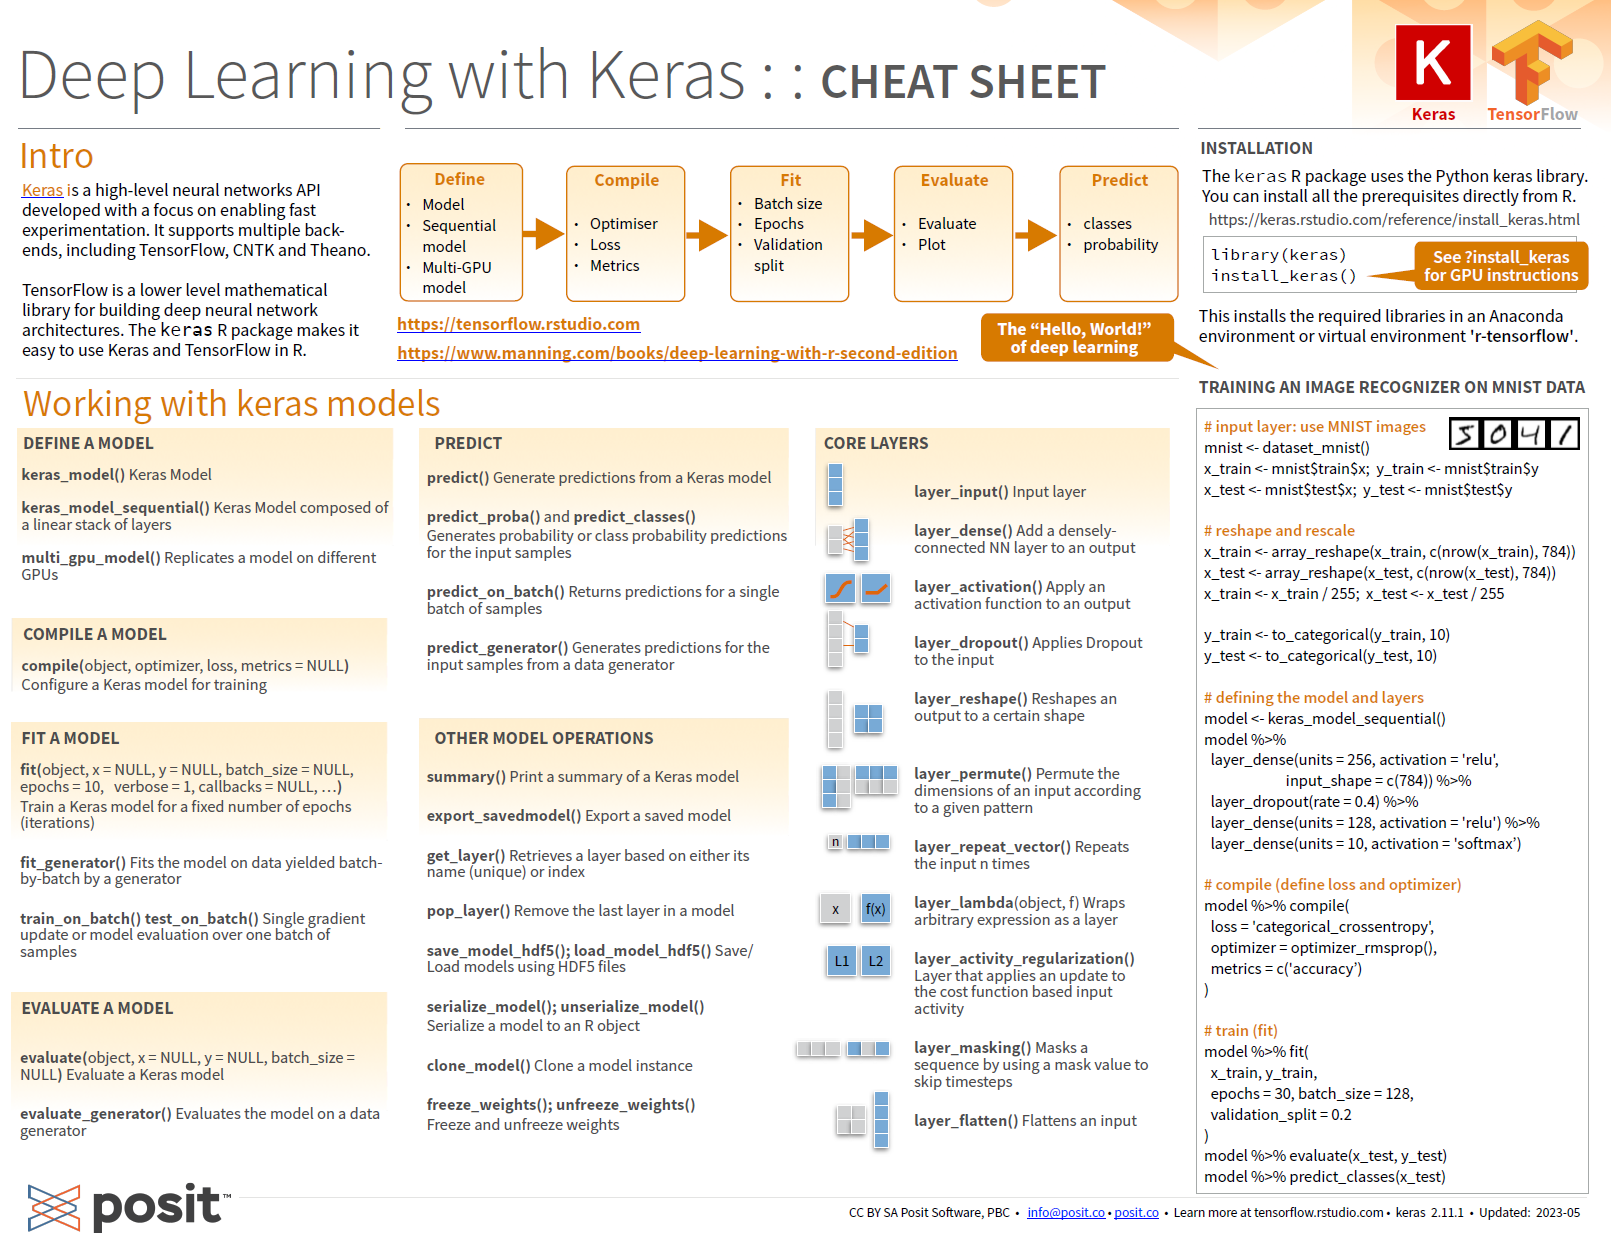 Deep Learning with Keras : : CHEAT SHEET
K
Keras
TensorFlow
Intro
Keras is a high-level neural networks API
developed with a focus on enabling fast
experimentation. It supports multiple back-
ends, including TensorFlow, CNTK and Theano.
TensorFlow is a lower level mathematical
library for building deep neural network
architectures. The keras R package makes it
easy to use Keras and TensorFlow in R.
Define
• Model
• Sequential
model
• Multi-GPU
model
Compile
• Optimiser
• Loss
• Metrics
Fit
• Batch size
• Epochs
• Validation
split
Evaluate
• Evaluate
• Plot
Predict
• classes
• probability
https://tensorflow.rstudio.com
https://www.manning.com/books/deep-learning-with-r-second-edition
The “Hello, World!”
of deep learning
INSTALLATION
The keras R package uses the Python keras library.
You can install all the prerequisites directly from R.
https://keras.rstudio.com/reference/install_keras.html
library(keras)
install_keras()
See ?install_keras
for GPU instructions
This installs the required libraries in an Anaconda
environment or virtual environment 'r-tensorflow'.
Working with keras models
DEFINE A MODEL
keras_model() Keras Model
keras_model_sequential() Keras Model composed of
a linear stack of layers
multi_gpu_model() Replicates a model on different
GPUs
COMPILE A MODEL
compile(object, optimizer, loss, metrics = NULL)
Configure a Keras model for training
FIT A MODEL
fit(object, x = NULL, y = NULL, batch_size = NULL,
epochs = 10, verbose = 1, callbacks = NULL, …)
Train a Keras model for a fixed number of epochs
(iterations)
fit_generator() Fits the model on data yielded batch-
by-batch by a generator
train_on_batch() test_on_batch() Single gradient
update or model evaluation over one batch of
samples
EVALUATE A MODEL
evaluate(object, x = NULL, y = NULL, batch_size =
NULL) Evaluate a Keras model
evaluate_generator() Evaluates the model on a data
generator
PREDICT
predict() Generate predictions from a Keras model
predict_proba() and predict_classes()
Generates probability or class probability predictions
for the input samples
predict_on_batch() Returns predictions for a single
batch of samples
predict_generator() Generates predictions for the
input samples from a data generator
OTHER MODEL OPERATIONS
summary() Print a summary of a Keras model
export_savedmodel() Export a saved model
get_layer() Retrieves a layer based on either its
name (unique) or index
pop_layer() Remove the last layer in a model
save_model_hdf5(); load_model_hdf5() Save/
Load models using HDF5 files
serialize_model(); unserialize_model()
Serialize a model to an R object
clone_model() Clone a model instance
freeze_weights(); unfreeze_weights()
Freeze and unfreeze weights
CORE LAYERS
layer_input() Input layer
layer_dense() Add a densely-
connected NN layer to an output
layer_activation() Apply an
activation function to an output
layer_dropout() Applies Dropout
to the input
layer_reshape() Reshapes an
output to a certain shape
layer_permute() Permute the
dimensions of an input according
to a given pattern
n
layer_repeat_vector() Repeats
the input n times
x f(x)
layer_lambda(object, f) Wraps
arbitrary expression as a layer
L1 L2
layer_activity_regularization()
Layer that applies an update to
the cost function based input
activity
layer_masking() Masks a
sequence by using a mask value to
skip timesteps
layer_flatten() Flattens an input
TRAINING AN IMAGE RECOGNIZER ON MNIST DATA
5 0 4 1
# input layer: use MNIST images
mnist <- dataset_mnist()
x_train <- mnist$train$x; y_train <- mnist$train$y
x_test <- mnist$test$x; y_test <- mnist$test$y
# reshape and rescale
x_train <- array_reshape(x_train, c(nrow(x_train), 784))
x_test <- array_reshape(x_test, c(nrow(x_test), 784))
x_train <- x_train / 255; x_test <- x_test / 255
y_train <- to_categorical(y_train, 10)
y_test <- to_categorical(y_test, 10)
# defining the model and layers
model <- keras_model_sequential()
model %>%
layer_dense(units = 256, activation = 'relu',
input_shape = c(784)) %>%
layer_dropout(rate = 0.4) %>%
layer_dense(units = 128, activation = 'relu') %>%
layer_dense(units = 10, activation = 'softmax’)
# compile (define loss and optimizer)
model %>% compile(
loss = 'categorical_crossentropy',
optimizer = optimizer_rmsprop(),
metrics = c('accuracy’)
)
# train (fit)
model %>% fit(
x_train, y_train,
epochs = 30, batch_size = 128,
validation_split = 0.2
)
model %>% evaluate(x_test, y_test)
model %>% predict_classes(x_test)
posit™
CC BY SA Posit Software, PBC • info@posit.co • posit.co • Learn more at tensorflow.rstudio.com • keras 2.11.1 • Updated: 2023-05